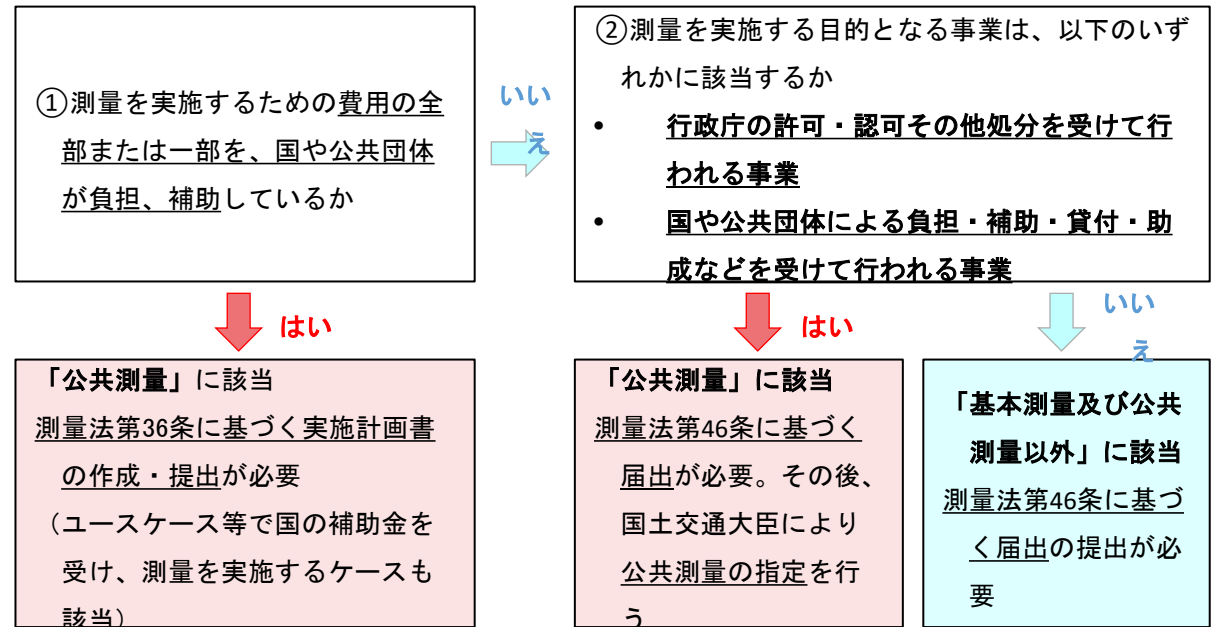 ①測量を実施するための費用の全
部または一部を、国や公共団体
が負担、補助しているか
いい
え
②測量を実施する目的となる事業は、以下のいず
れかに該当するか
• 行政庁の許可・認可その他処分を受けて行
われる事業
• 国や公共団体による負担・補助・貸付・助
成などを受けて行われる事業
はい
はい
いい
え
「公共測量」に該当
測量法第36条に基づく実施計画書
の作成・提出が必要
（ユースケース等で国の補助金を
受け、測量を実施するケースも
該当）
「公共測量」に該当
測量法第46条に基づく
届出が必要。その後、
国土交通大臣により
公共測量の指定を行
う
「基本測量及び公共
測量以外」に該当
測量法第46条に基づ
く届出の提出が必
要